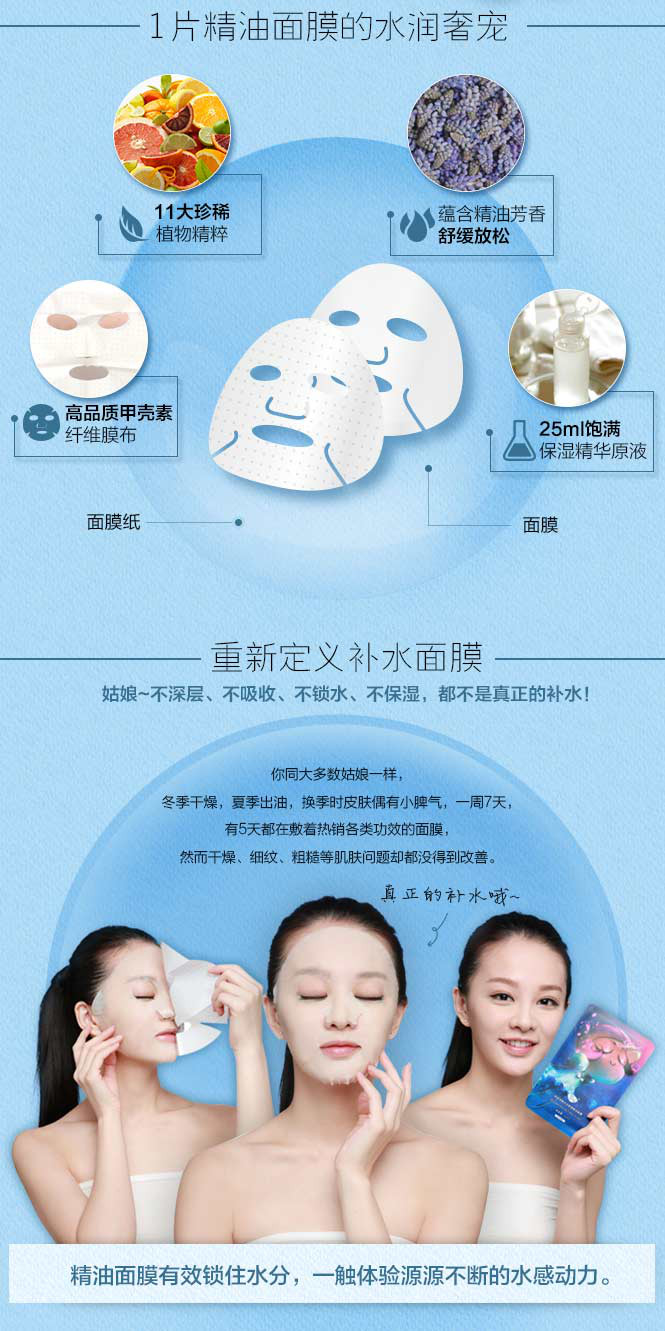 1片精油面膜的水润奢宠
11大珍稀
植物精粹
蕴含精油芳香
舒缓放松
高品质甲壳素
纤维膜布
25ml饱满
保湿精华原液
面膜纸
面膜
重新定义补水面膜
姑娘~不深层、不吸收、不锁水、不保湿，都不是真正的补水！
你同大多数姑娘一样，
冬季干燥，夏季出油，换季时皮肤偶有小脾气，一周7天，
有5天都在敷着热销各类功效的面膜，
然而干燥、细纹、粗糙等肌肤问题却都没得到改善。
真正的补水哦~
精油面膜有效锁住水分，一触体验源源不断的水感动力。